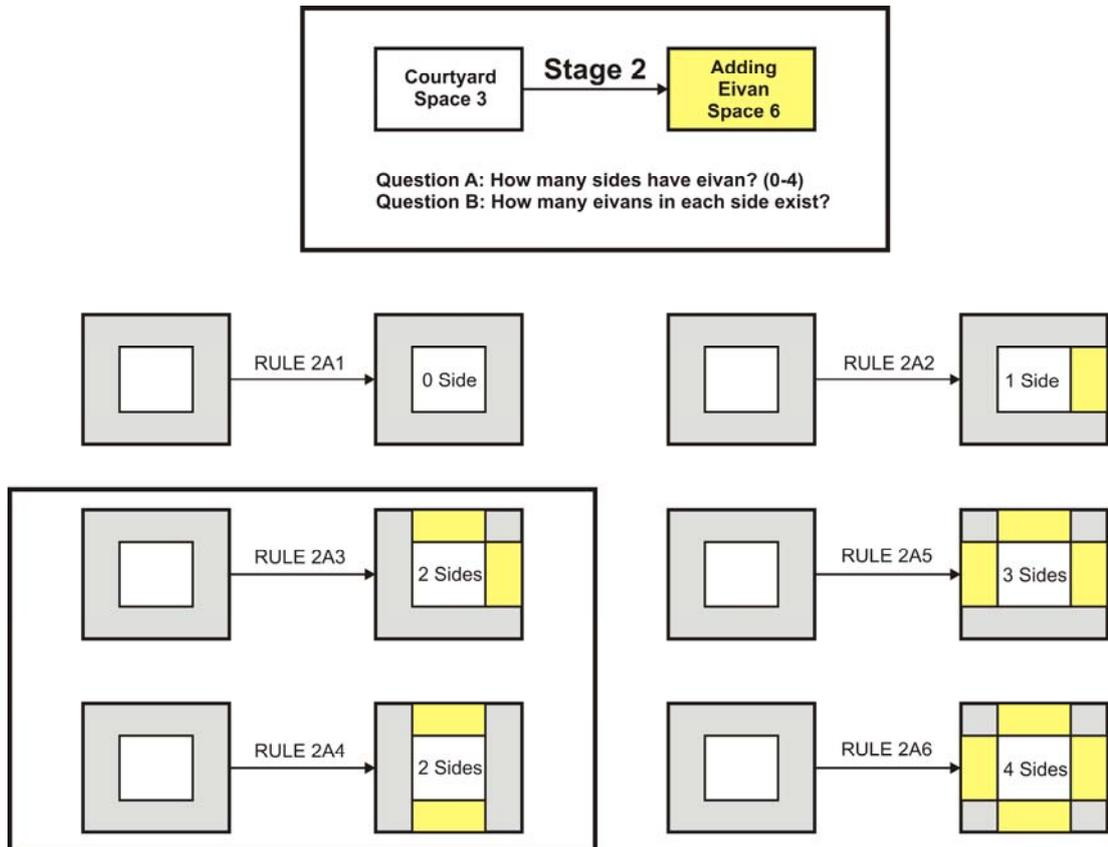 Courtyard
Space 3
Stage 2
Adding
Eivan
Space 6
Question A: How many sides have eivan? (0-4)
Question B: How many eivans in each side exist?
RULE 2A1
0 Side
RULE 2A2
1 Side
RULE 2A3
2 Sides
RULE 2A5
3 Sides
RULE 2A4
2 Sides
RULE 2A6
4 Sides